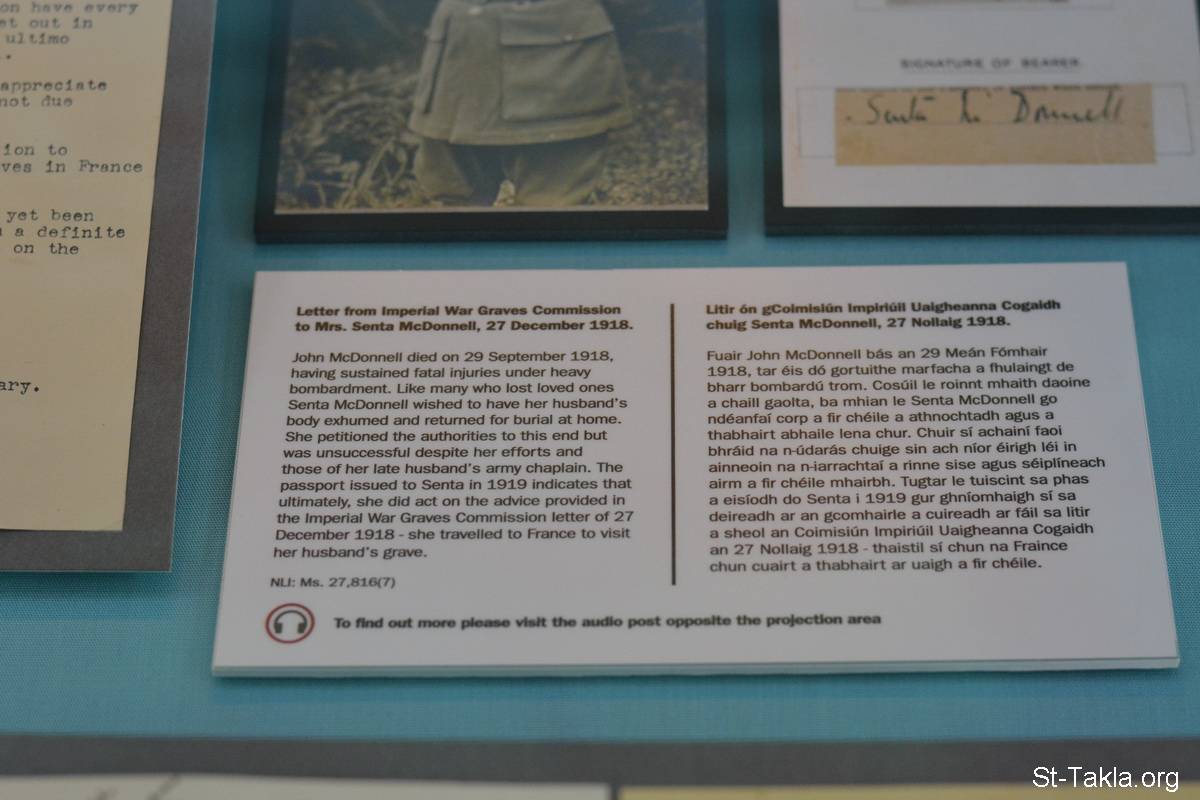 on have every
et out in
ultimo
appreciate
not due
ion to
ves in France
yet been
a definite
on the
ary.
SIGNATURE OF BEARER
Senta Mc Donnell
Letter from Imperial War Graves Commission
to Mrs. Senta McDonnell, 27 December 1918.
John McDonnell died on 29 September 1918,
having sustained fatal injuries under heavy
bombardment. Like many who lost loved ones
Senta McDonnell wished to have her husband's
body exhumed and returned for burial at home.
She petitioned the authorities to this end but
was unsuccessful despite her efforts and
those of her late husband's army chaplain. The
passport issued to Senta in 1919 indicates that
ultimately, she did act on the advice provided in
the Imperial War Graves Commission letter of 27
December 1918 - she travelled to France to visit
her husband's grave.
NLI: Ms. 27,816(7)
Litir ón gCoimisiún Impiriúil Uaigheanna Cogaidh
chuig Senta McDonnell, 27 Nollaig 1918.
Fuair John McDonnell bás an 29 Meán Fómhair
1918, tar éis dó gortuithe marfacha a fhulaingt de
bharr bombardú trom. Cosúil le roinnt mhaith daoine
a chaill gaolta, ba mhian le Senta McDonnell go
ndéanfaí corp a fir chéile a athnochtadh agus a
thabhairt abhaile lena chur. Chuir sí achainí faoi
bhráid na n-údarás chuige sin ach níor éirigh léi in
ainneoin na n-iarrachtaí a rinne sise agus séiplíneach
airm a fir chéile mhairbh. Tugtar le tuiscint sa phas
a eisíodh do Senta i 1919 gur ghníomhaigh sí sa
deireadh ar an gcomhairle a cuireadh ar fáil sa litir
a sheol an Coimisiún Impiriúil Uaigheanna Cogaidh
an 27 Nollaig 1918 - thaistil sí chun na Fraince
chun cuairt a thabhairt ar uaigh a fir chéile.
To find out more please visit the audio post opposite the projection area
St-Takla.org